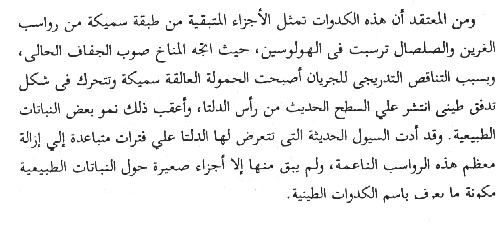 ومن المعتقد أن هذه الكدوات تمثل الأجزاء المتبقية من طبقة سميكة من رواسب
الغرين والصلصال ترسبت فى الهولوسين، حيث اتجه المناخ صوب الجفاف الحالى،
وبسبب التناقص التدريجى للجريان أصبحت الحمولة العالقة سميكة وتتحرك فى شكل
تدفق طينى انتشر علي السطح الحديث من رأس الدلتا، وأعقب ذلك نمو بعض النباتات
الطبيعية. وقد أدت السيول الحديثة التى تتعرض لها الدلتا علي فترات متباعدة إلي إزالة
معظم هذه الرواسب الناعمة، ولم يبق منها إلا أجزاء صغيرة حول النباتات الطبيعية
مكونة ما يعرف باسم الكدوات الطينية.